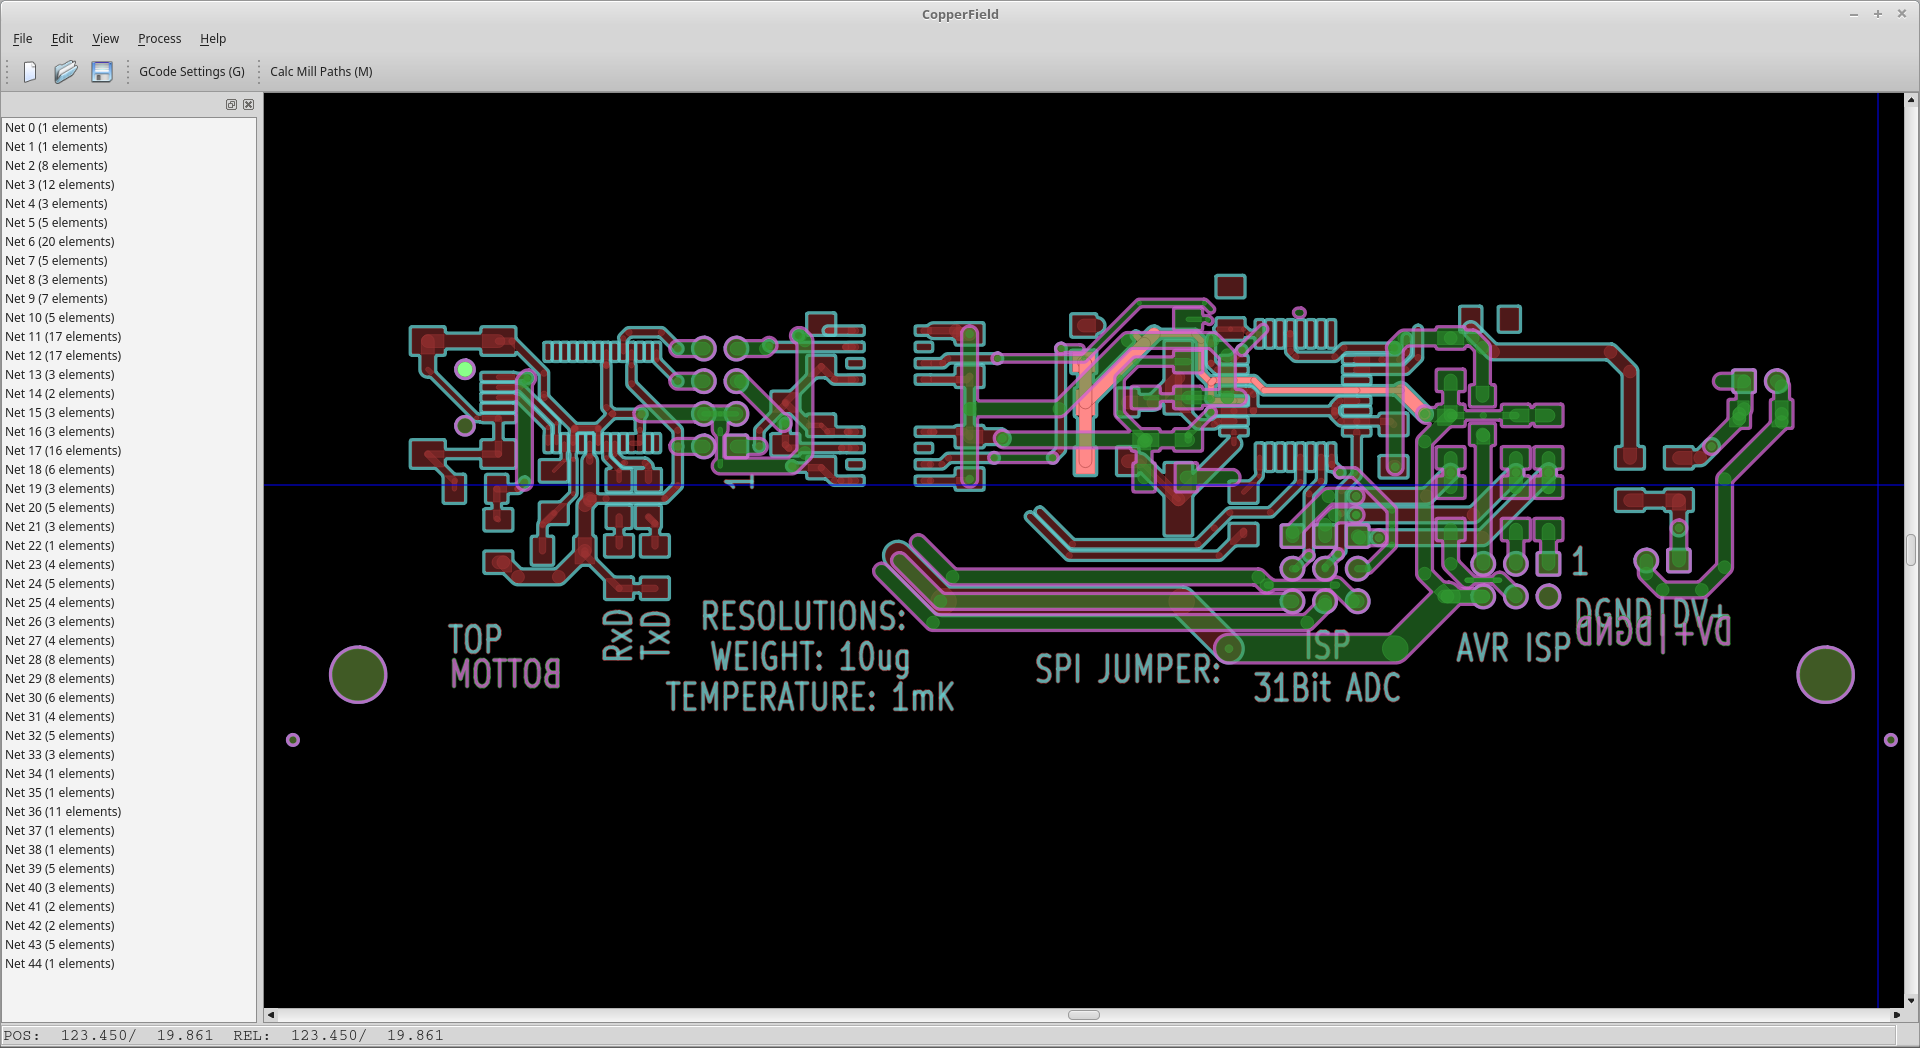 CopperField
File Edit View Process Help
GCode Settings (G) Calc Mill Paths (M)
Net 0 (1 elements)
Net 1 (1 elements)
Net 2 (8 elements)
Net 3 (12 elements)
Net 4 (3 elements)
Net 5 (5 elements)
Net 6 (20 elements)
Net 7 (5 elements)
Net 8 (3 elements)
Net 9 (7 elements)
Net 10 (5 elements)
Net 11 (17 elements)
Net 12 (17 elements)
Net 13 (3 elements)
Net 14 (2 elements)
Net 15 (3 elements)
Net 16 (3 elements)
Net 17 (16 elements)
Net 18 (6 elements)
Net 19 (3 elements)
Net 20 (5 elements)
Net 21 (3 elements)
Net 22 (1 elements)
Net 23 (4 elements)
Net 24 (5 elements)
Net 25 (4 elements)
Net 26 (3 elements)
Net 27 (4 elements)
Net 28 (8 elements)
Net 29 (8 elements)
Net 30 (6 elements)
Net 31 (4 elements)
Net 32 (5 elements)
Net 33 (3 elements)
Net 34 (1 elements)
Net 35 (1 elements)
Net 36 (11 elements)
Net 37 (1 elements)
Net 38 (1 elements)
Net 39 (5 elements)
Net 40 (3 elements)
Net 41 (2 elements)
Net 42 (2 elements)
Net 43 (5 elements)
Net 44 (1 elements)
1
1
TOP
BOTTOM
RxD
TxD
RESOLUTIONS:
WEIGHT: 10ug
TEMPERATURE: 1mK
SPI JUMPER:
ISP
31Bit ADC
AVR ISP
DGND|DV+
DV+|DGND
POS: 123.450/ 19.861 REL: 123.450/ 19.861